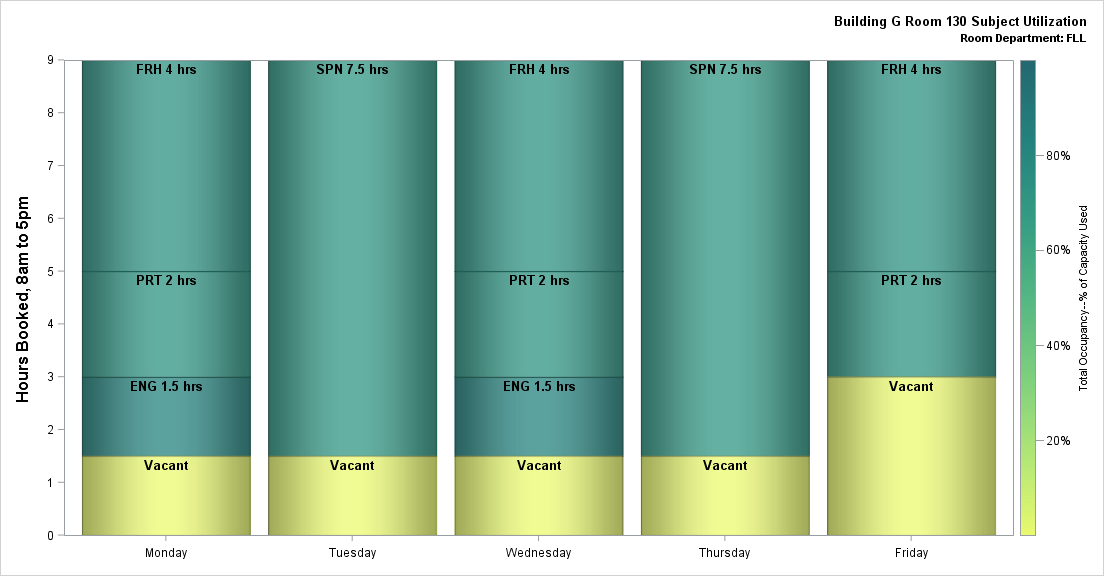 Building G Room 130 Subject Utilization
Room Department: FLL
Hours Booked, 8am to 5pm
9
8
7
6
5
4
3
2
1
0
FRH 4 hrs
PRT 2 hrs
ENG 1.5 hrs
Vacant
SPN 7.5 hrs
Vacant
FRH 4 hrs
PRT 2 hrs
ENG 1.5 hrs
Vacant
SPN 7.5 hrs
Vacant
FRH 4 hrs
PRT 2 hrs
Vacant
Monday
Tuesday
Wednesday
Thursday
Friday
80%
60%
40%
20%
Total Occupancy--% of Capacity Used